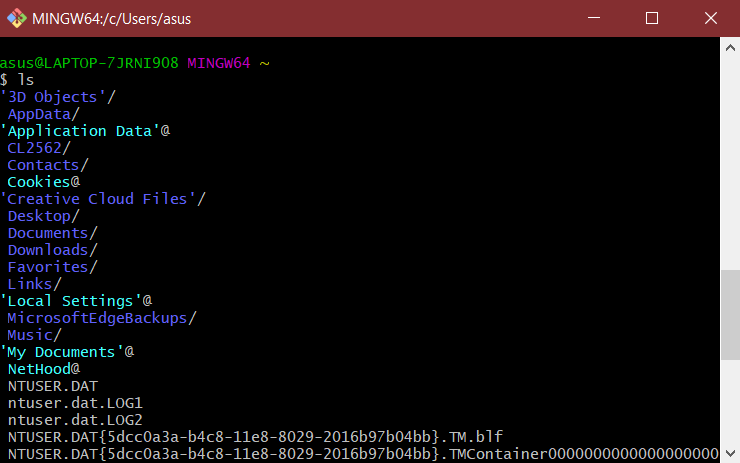 MINGW64:/c/Users/asus
asus@LAPTOP-7JRNI9O8 MINGW64 ~
$ ls
'3D Objects'/
AppData/
'Application Data'@
CL2562/
Contacts/
Cookies@
'Creative Cloud Files'/
Desktop/
Documents/
Downloads/
Favorites/
Links/
'Local Settings'@
MicrosoftEdgeBackups/
Music/
'My Documents'@
NetHood@
NTUSER.DAT
ntuser.dat.LOG1
ntuser.dat.LOG2
NTUSER.DAT{5dcc0a3a-b4c8-11e8-8029-2016b97b04bb}.TM.blf
NTUSER.DAT{5dcc0a3a-b4c8-11e8-8029-2016b97b04bb}.TMContainer0000000000000000000